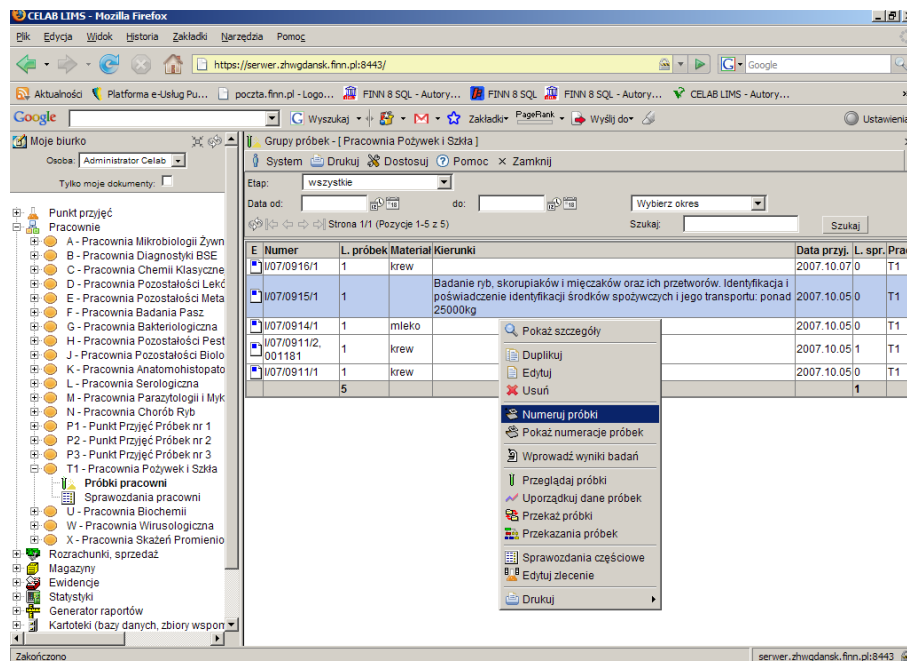 CELAB LIMS - Mozilla Firefox
Plik Edycja Widok Historia Zakładki Narzędzia Pomoc
https://serwer.zhwgdansk.finn.pl:8443/
Google
Aktualności Platforma e-Usług Pu... poczta.finn.pl - Logo... FINN 8 SQL - Autory... FINN 8 SQL - Autory... CELAB LIMS - Autory...
Google Wyszukaj Zakładki PageRank Wyślij do Ustawienia
Moje biurko
Osoba: Administrator Celab
Tylko moje dokumenty:
Punkt przyjęć
Pracownie
A - Pracownia Mikrobiologii Żywn
B - Pracownia Diagnostyki BSE
C - Pracownia Chemii Klasyczne
D - Pracownia Pozostałości Lekó
E - Pracownia Pozostałości Meta
F - Pracownia Badania Pasz
G - Pracownia Bakteriologiczna
H - Pracownia Pozostałości Pest
J - Pracownia Pozostałości Biolo
K - Pracownia Anatomohistopato
L - Pracownia Serologiczna
M - Pracownia Parazytologii i Myk
N - Pracownia Chorób Ryb
P1 - Punkt Przyjęć Próbek nr 1
P2 - Punkt Przyjęć Próbek nr 2
P3 - Punkt Przyjęć Próbek nr 3
T1 - Pracownia Pożywek i Szkła
Próbki pracowni
Sprawozdania pracowni
U - Pracownia Biochemii
W - Pracownia Wirusologiczna
X - Pracownia Skażeń Promienio
Rozrachunki, sprzedaż
Magazyny
Ewidencje
Statystyki
Generator raportów
Kartoteki (bazy danych, zbiory wspom
Grupy próbek - [ Pracownia Pożywek i Szkła ]
System Drukuj Dostosuj Pomoc Zamknij
Etap: wszystkie
Data od: do: Wybierz okres
Strona 1/1 (Pozycje 1-5 z 5) Szukaj: Szukaj
E Numer L. próbek Materiał Kierunki Data przyj. L. spr. Prac
I/07/0916/1 1 krew 2007.10.07 0 T1
I/07/0915/1 1 Badanie ryb, skorupiaków i mięczaków oraz ich przetworów. Identyfikacja i
poświadczenie identyfikacji środków spożywczych i jego transportu: ponad 2007.10.05 0 T1
25000kg
I/07/0914/1 1 mleko 2007.10.05 0 T1
I/07/0911/2,
001181 1 krew 2007.10.05 1 T1
I/07/0911/1 1 krew 2007.10.05 0 T1
5 1
Pokaż szczegóły
Duplikuj
Edytuj
Usuń
Numeruj próbki
Pokaż numeracje próbek
Wprowadź wyniki badań
Przeglądaj próbki
Uporządkuj dane próbek
Przekaż próbki
Przekazania próbek
Sprawozdania częściowe
Edytuj zlecenie
Drukuj
Zakończono serwer.zhwgdansk.finn.pl:8443